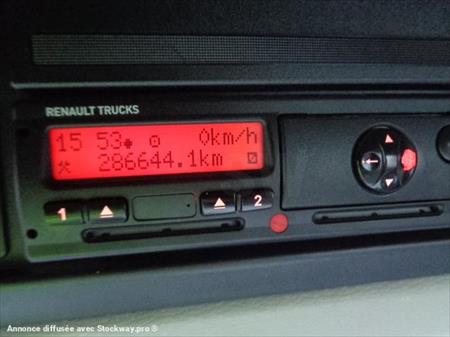 RENAULT TRUCKS
15 53 0km/h
286644.1km
1 2
Annonce diffusée avec Stockway.pro ®